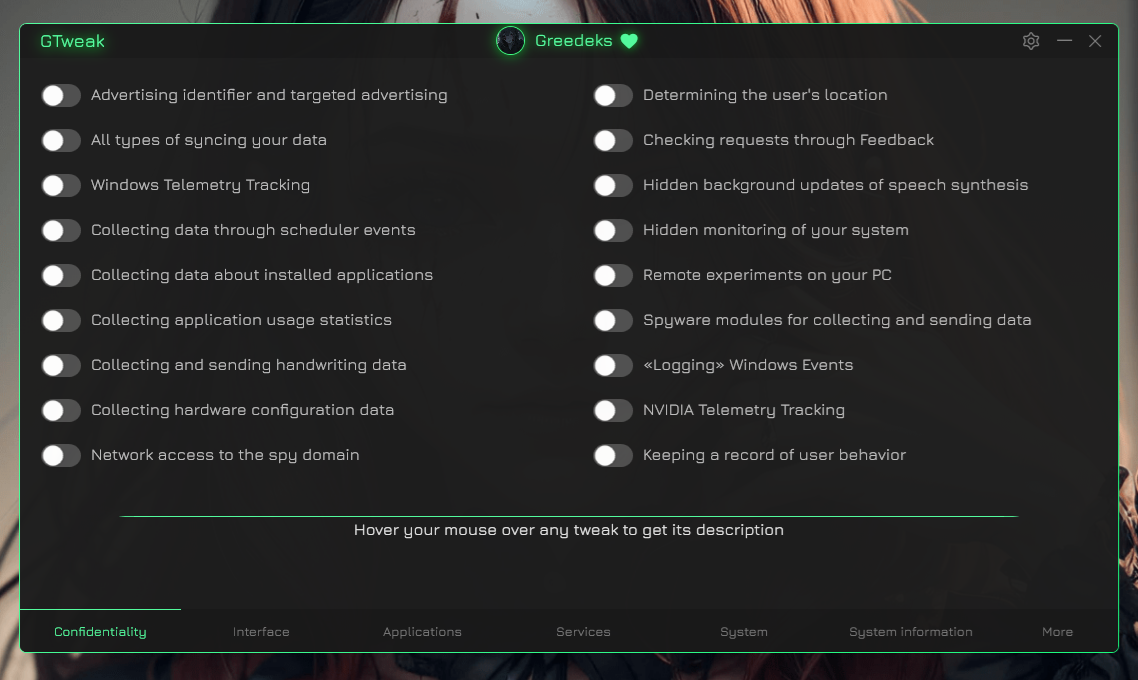 GTweak
Greedeks
Advertising identifier and targeted advertising
All types of syncing your data
Windows Telemetry Tracking
Collecting data through scheduler events
Collecting data about installed applications
Collecting application usage statistics
Collecting and sending handwriting data
Collecting hardware configuration data
Network access to the spy domain
Determining the user's location
Checking requests through Feedback
Hidden background updates of speech synthesis
Hidden monitoring of your system
Remote experiments on your PC
Spyware modules for collecting and sending data
«Logging» Windows Events
NVIDIA Telemetry Tracking
Keeping a record of user behavior
Hover your mouse over any tweak to get its description
Confidentiality
Interface
Applications
Services
System
System information
More